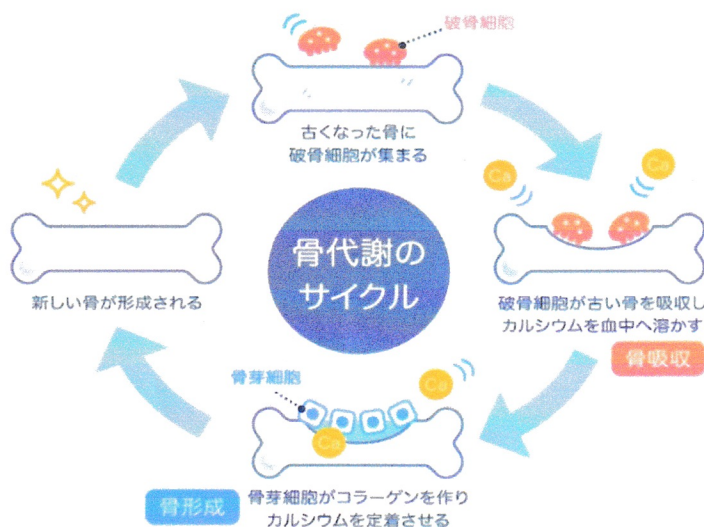 破骨細胞
古くなった骨に
破骨細胞が集まる
Ca
Ca
破骨細胞が古い骨を吸収し
カルシウムを血中へ溶かす
骨吸収
骨代謝の
サイクル
新しい骨が形成される
骨芽細胞
Ca
Ca
骨形成
骨芽細胞がコラーゲンを作り
カルシウムを定着させる